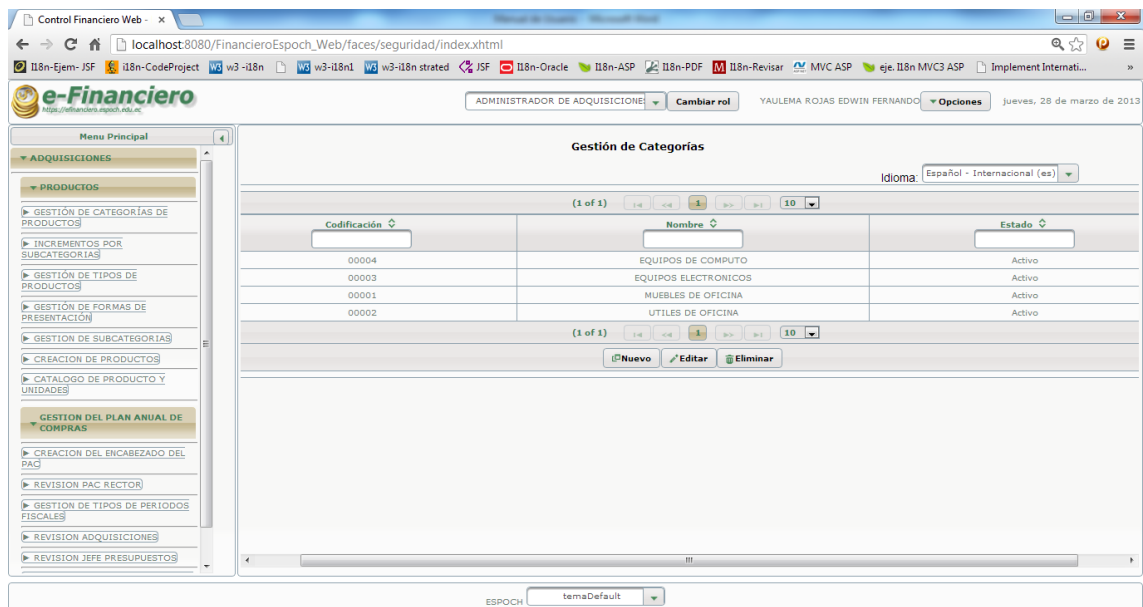 Control Financiero Web -
localhost:8080/FinancieroEspoch_Web/faces/seguridad/index.xhtml
I18n-Ejem- JSF i18n-CodeProject w3 -i18n w3-i18n1 w3-i18n strated JSF I18n-Oracle I18n-ASP I18n-PDF I18n-Revisar MVC ASP eje. I18n MVC3 ASP Implement Internati... »
e-Financiero
https://efinanciero.espoch.edu.ec
ADMINISTRADOR DE ADQUISICIONE Cambiar rol YAULEMA ROJAS EDWIN FERNANDO Opciones jueves, 28 de marzo de 2013
Menu Principal
ADQUISICIONES
PRODUCTOS
GESTIÓN DE CATEGORÍAS DE
PRODUCTOS
INCREMENTOS POR
SUBCATEGORIAS
GESTIÓN DE TIPOS DE
PRODUCTOS
GESTIÓN DE FORMAS DE
PRESENTACIÓN
GESTION DE SUBCATEGORIAS
CREACION DE PRODUCTOS
CATALOGO DE PRODUCTO Y
UNIDADES
GESTION DEL PLAN ANUAL DE
COMPRAS
CREACION DEL ENCABEZADO DEL
PAC
REVISION PAC RECTOR
GESTION DE TIPOS DE PERIODOS
FISCALES
REVISION ADQUISICIONES
REVISION JEFE PRESUPUESTOS
Gestión de Categorías
Idioma: Español - Internacional (es)
(1 of 1) 1 10
Codificación Nombre Estado
00004 EQUIPOS DE COMPUTO Activo
00003 EQUIPOS ELECTRONICOS Activo
00001 MUEBLES DE OFICINA Activo
00002 UTILES DE OFICINA Activo
(1 of 1) 1 10
Nuevo Editar Eliminar
ESPOCH temaDefault